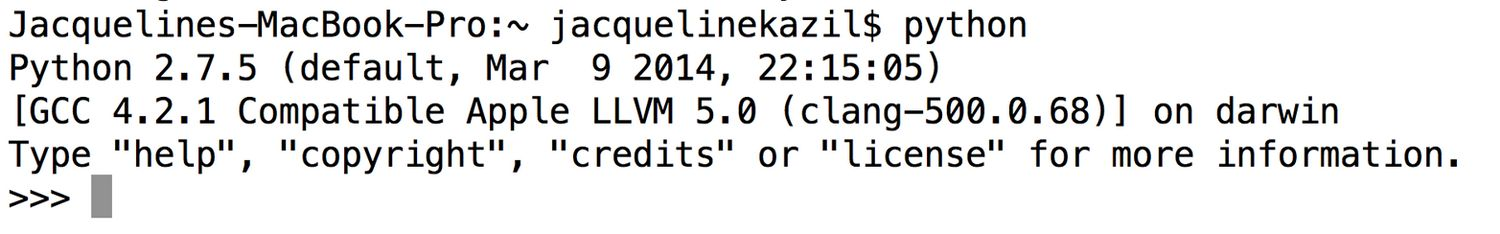 Jacquelines-MacBook-Pro:~ jacquelinekazil$ python
Python 2.7.5 (default, Mar  9 2014, 22:15:05)
[GCC 4.2.1 Compatible Apple LLVM 5.0 (clang-500.0.68)] on darwin
Type "help", "copyright", "credits" or "license" for more information.
>>>